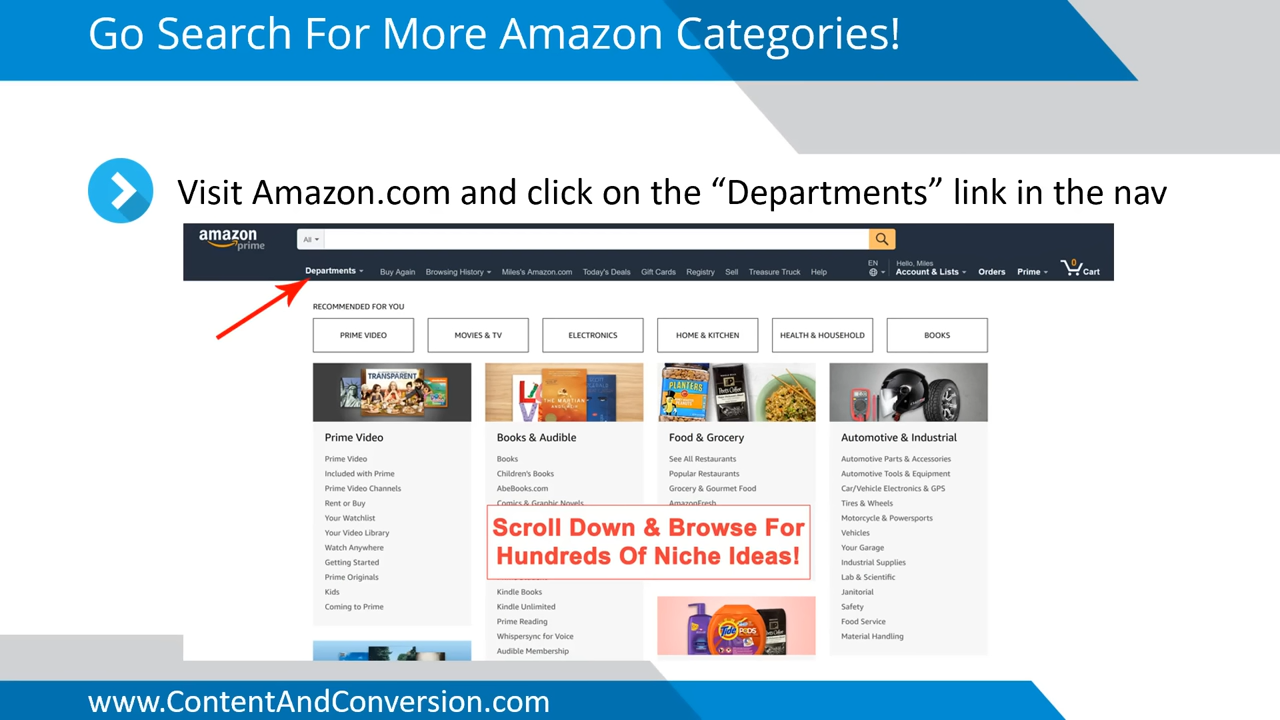 Go Search For More Amazon Categories!
Visit Amazon.com and click on the “Departments” link in the nav
amazon
prime
All
EN
Hello, Miles
0
Departments Buy Again Browsing History Miles's Amazon.com Today's Deals Gift Cards Registry Sell Treasure Truck Help Account & Lists Orders Prime Cart
RECOMMENDED FOR YOU
PRIME VIDEO MOVIES & TV ELECTRONICS HOME & KITCHEN HEALTH & HOUSEHOLD BOOKS
TRANSPARENT
THE MARTIAN
PLANTERS
Prime Video
Prime Video
Included with Prime
Prime Video Channels
Rent or Buy
Your Watchlist
Your Video Library
Watch Anywhere
Getting Started
Prime Originals
Kids
Coming to Prime
Books & Audible
Books
Children's Books
AbeBooks.com
Comics & Graphic Novels
Kindle Books
Kindle Unlimited
Prime Reading
Whispersync for Voice
Audible Membership
Food & Grocery
See All Restaurants
Popular Restaurants
Grocery & Gourmet Food
AmazonFresh
Scroll Down & Browse For
Hundreds Of Niche Ideas!
Tide
PODS
Automotive & Industrial
Automotive Parts & Accessories
Automotive Tools & Equipment
Car/Vehicle Electronics & GPS
Tires & Wheels
Motorcycle & Powersports
Vehicles
Your Garage
Industrial Supplies
Lab & Scientific
Janitorial
Safety
Food Service
Material Handling
www.ContentAndConversion.com